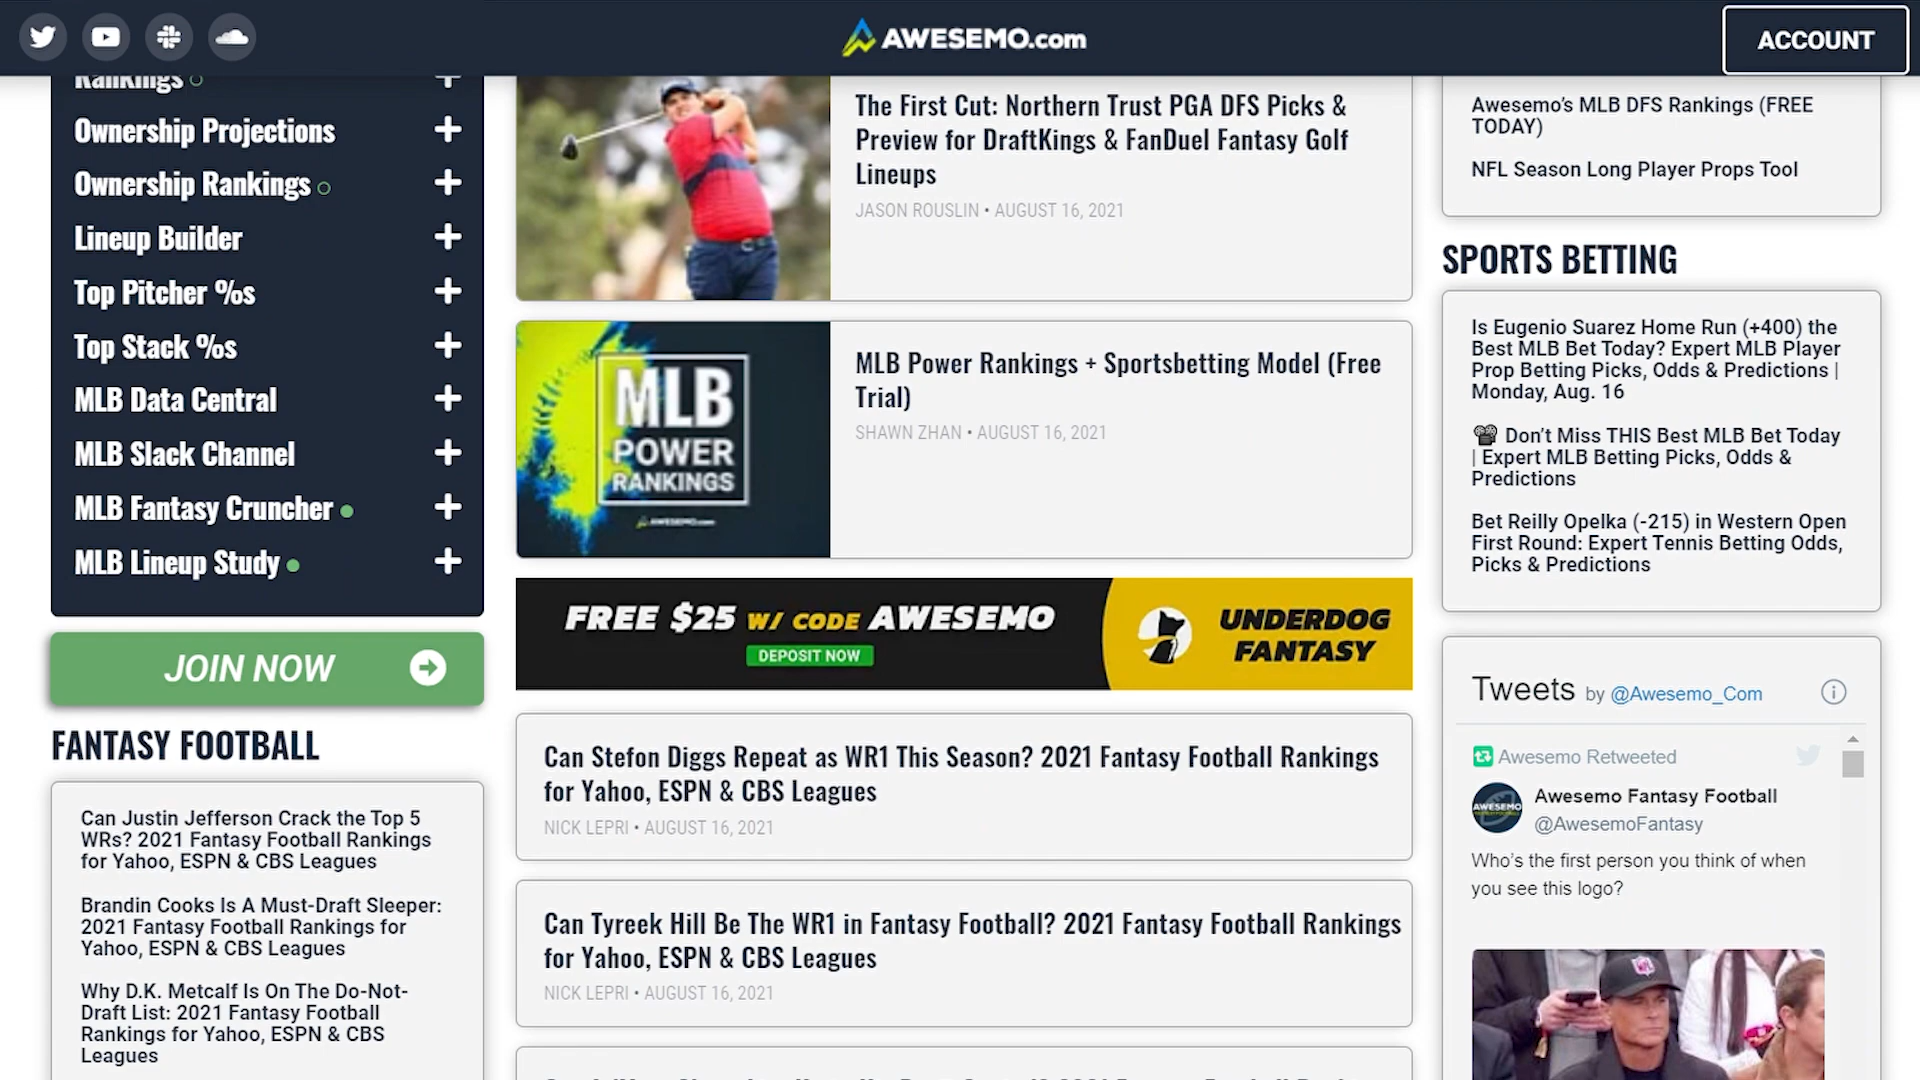 AWESEMO.com
ACCOUNT
Rankings
Ownership Projections
Ownership Rankings
Lineup Builder
Top Pitcher %s
Top Stack %s
MLB Data Central
MLB Slack Channel
MLB Fantasy Cruncher
MLB Lineup Study
JOIN NOW
FANTASY FOOTBALL
Can Justin Jefferson Crack the Top 5
WRs? 2021 Fantasy Football Rankings
for Yahoo, ESPN & CBS Leagues
Brandin Cooks Is A Must-Draft Sleeper:
2021 Fantasy Football Rankings for
Yahoo, ESPN & CBS Leagues
Why D.K. Metcalf Is On The Do-Not-
Draft List: 2021 Fantasy Football
Rankings for Yahoo, ESPN & CBS
Leagues
The First Cut: Northern Trust PGA DFS Picks &
Preview for DraftKings & FanDuel Fantasy Golf
Lineups
JASON ROUSLIN • AUGUST 16, 2021
MLB
POWER
RANKINGS
AWESEMO.com
MLB Power Rankings + Sportsbetting Model (Free
Trial)
SHAWN ZHAN • AUGUST 16, 2021
FREE $25 W/ CODE AWESEMO
DEPOSIT NOW
UNDERDOG
FANTASY
Can Stefon Diggs Repeat as WR1 This Season? 2021 Fantasy Football Rankings
for Yahoo, ESPN & CBS Leagues
NICK LEPRI • AUGUST 16, 2021
Can Tyreek Hill Be The WR1 in Fantasy Football? 2021 Fantasy Football Rankings
for Yahoo, ESPN & CBS Leagues
NICK LEPRI • AUGUST 16, 2021
Awesemo's MLB DFS Rankings (FREE
TODAY)
NFL Season Long Player Props Tool
SPORTS BETTING
Is Eugenio Suarez Home Run (+400) the
Best MLB Bet Today? Expert MLB Player
Prop Betting Picks, Odds & Predictions |
Monday, Aug. 16
Don't Miss THIS Best MLB Bet Today
| Expert MLB Betting Picks, Odds &
Predictions
Bet Reilly Opelka (-215) in Western Open
First Round: Expert Tennis Betting Odds,
Picks & Predictions
Tweets by @Awesemo_Com
Awesemo Retweeted
AWESEMO
Awesemo Fantasy Football
@AwesemoFantasy
Who's the first person you think of when
you see this logo?
NFL